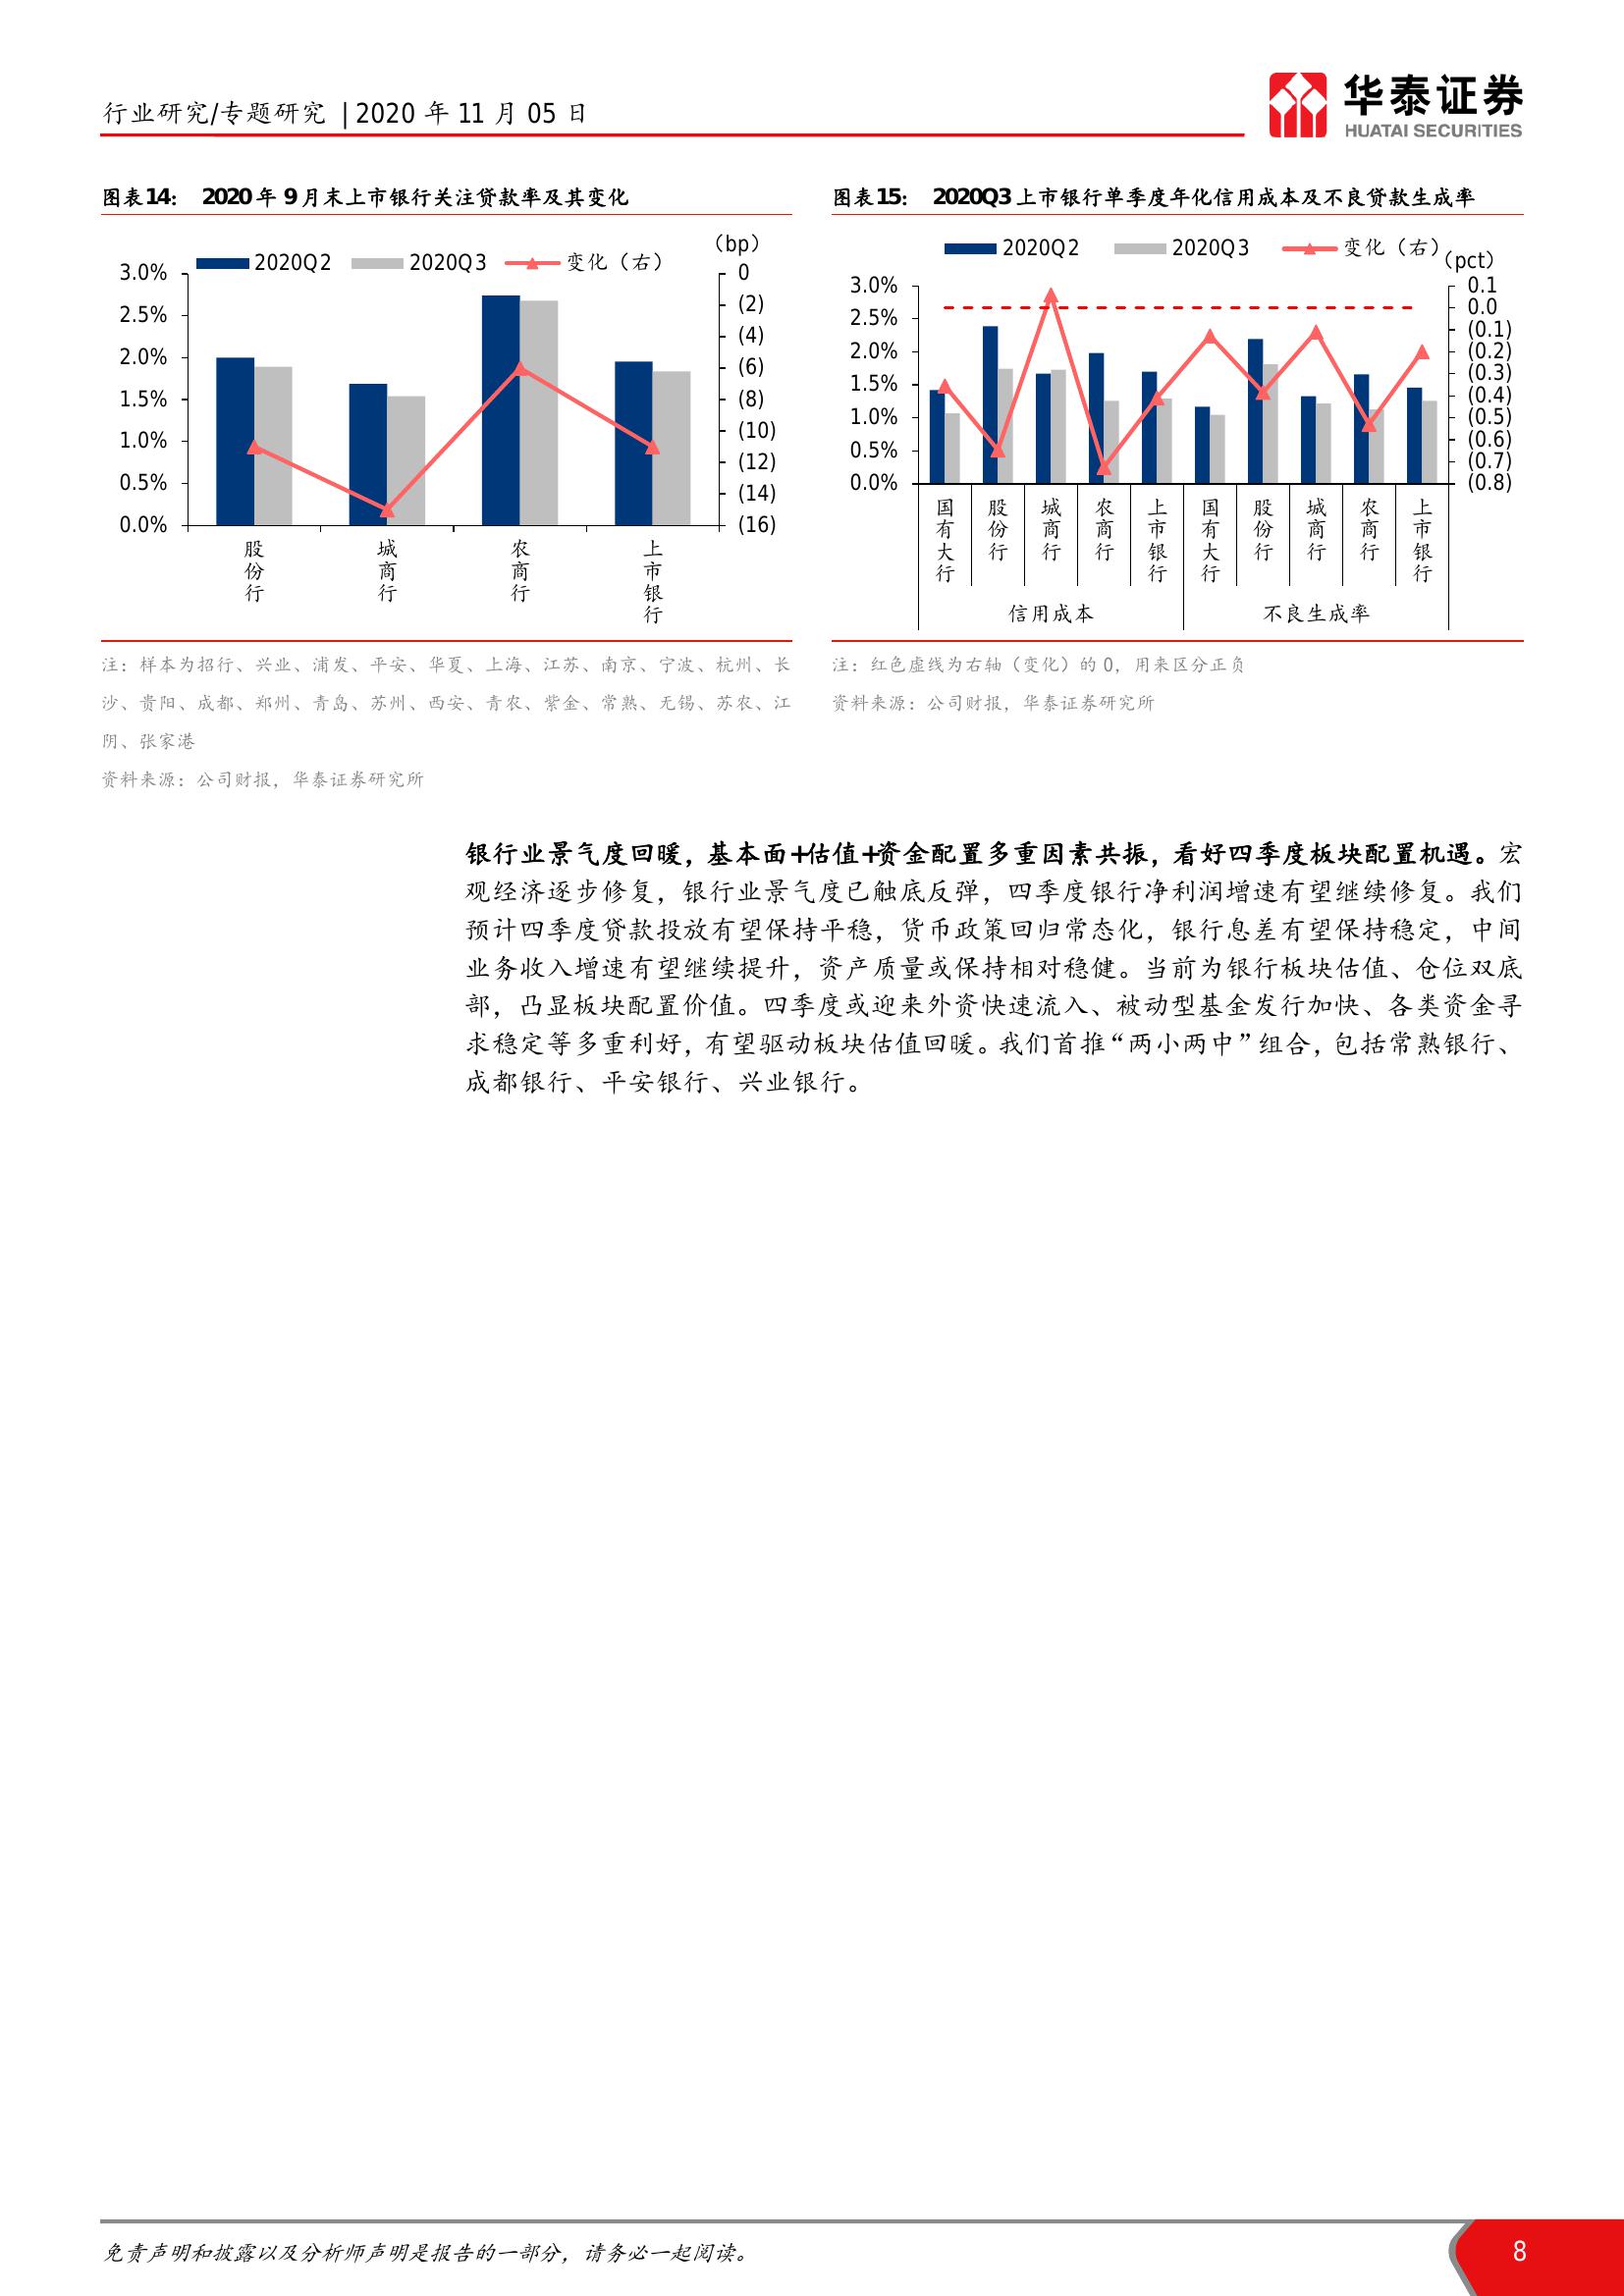 行业研究/专题研究 | 2020 年 11 月 05 日
华泰证券
HUATAI SECURITIES
图表14： 2020 年 9 月末上市银行关注贷款率及其变化
(bp)
2020Q2 2020Q3 变化（右）
3.0%
2.5%
2.0%
1.5%
1.0%
0.5%
0.0%
0
(2)
(4)
(6)
(8)
(10)
(12)
(14)
(16)
股份行
城商行
农商行
上市银行
注：样本为招行、兴业、浦发、平安、华夏、上海、江苏、南京、宁波、杭州、长
沙、贵阳、成都、郑州、青岛、苏州、西安、青农、紫金、常熟、无锡、苏农、江
阴、张家港
资料来源：公司财报，华泰证券研究所
图表15： 2020Q3 上市银行单季度年化信用成本及不良贷款生成率
2020Q2 2020Q3 变化（右）
(pct)
3.0%
2.5%
2.0%
1.5%
1.0%
0.5%
0.0%
0.1
0.0
(0.1)
(0.2)
(0.3)
(0.4)
(0.5)
(0.6)
(0.7)
(0.8)
国有大行
股份行
城商行
农商行
上市银行
国有大行
股份行
城商行
农商行
上市银行
信用成本
不良生成率
注：红色虚线为右轴（变化）的 0，用来区分正负
资料来源：公司财报，华泰证券研究所
银行业景气度回暖，基本面+估值+资金配置多重因素共振，看好四季度板块配置机遇。宏
观经济逐步修复，银行业景气度已触底反弹，四季度银行净利润增速有望继续修复。我们
预计四季度贷款投放有望保持平稳，货币政策回归常态化，银行息差有望保持稳定，中间
业务收入增速有望继续提升，资产质量或保持相对稳健。当前为银行板块估值、仓位双底
部，凸显板块配置价值。四季度或迎来外资快速流入、被动型基金发行加快、各类资金寻
求稳定等多重利好，有望驱动板块估值回暖。我们首推“两小两中”组合，包括常熟银行、
成都银行、平安银行、兴业银行。
免责声明和披露以及分析师声明是报告的一部分，请务必一起阅读。
8